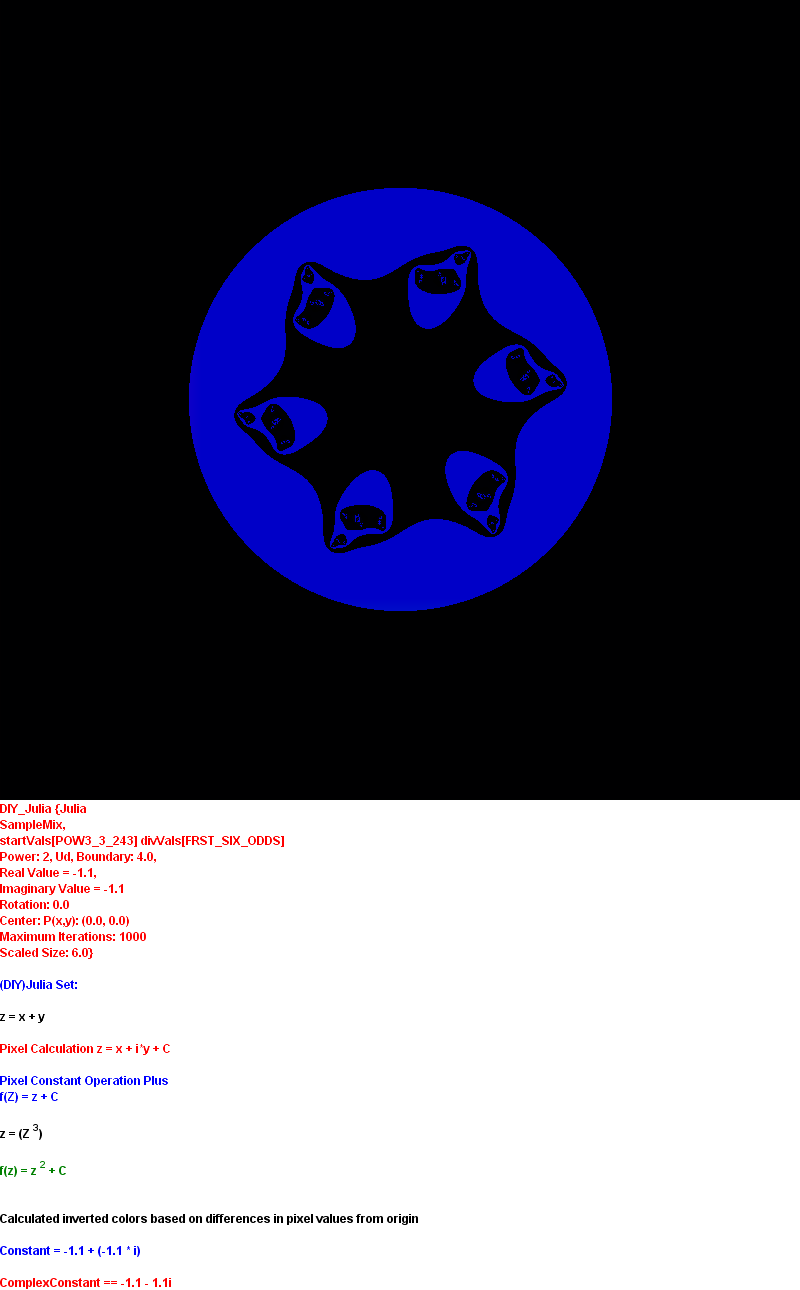 DIY_Julia {Julia
SampleMix,
startVals[POW3_3_243] divVals[FRST_SIX_ODDS]
Power: 2, Ud, Boundary: 4.0,
Real Value = -1.1,
Imaginary Value = -1.1
Rotation: 0.0
Center: P(x,y): (0.0, 0.0)
Maximum Iterations: 1000
Scaled Size: 6.0}
(DIY)Julia Set:
z = x + y
Pixel Calculation z = x + i*y + C
Pixel Constant Operation Plus
f(Z) = z + C
z = (Z ³)
f(z) = z ² + C
Calculated inverted colors based on differences in pixel values from origin
Constant = -1.1 + (-1.1 * i)
ComplexConstant == -1.1 - 1.1i